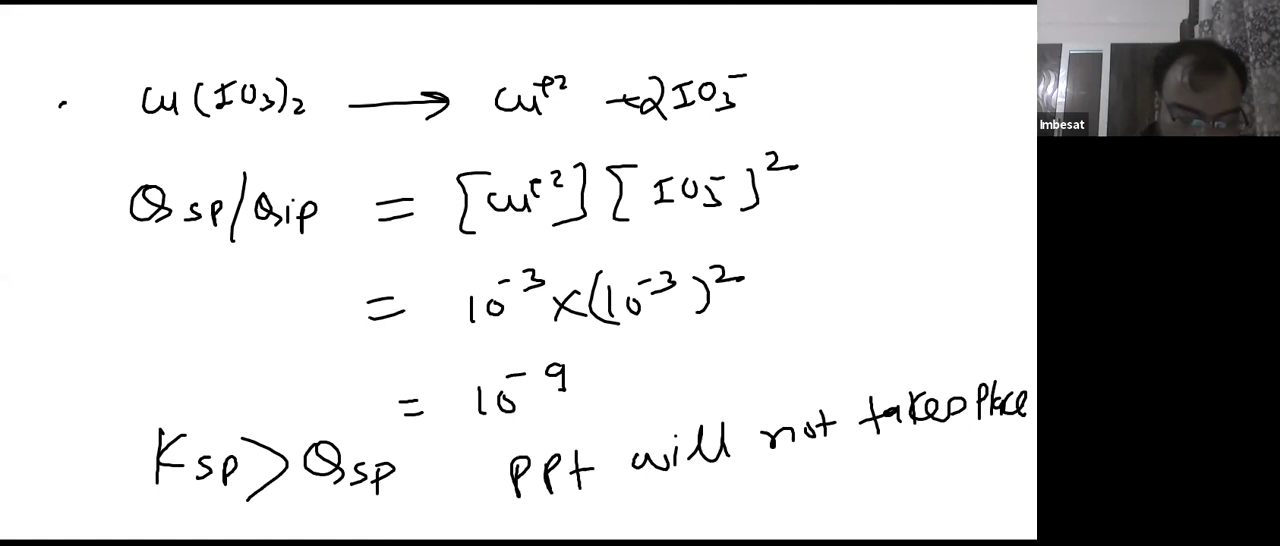 . Cu(IO3)2 ⟶ Cu+2 + 2IO3-
Qsp/Qip = [Cu+2] [IO3-]2
= 10-3 × (10-3)2
= 10-9
Ksp > Qsp ppt will not takes place
Imbesat